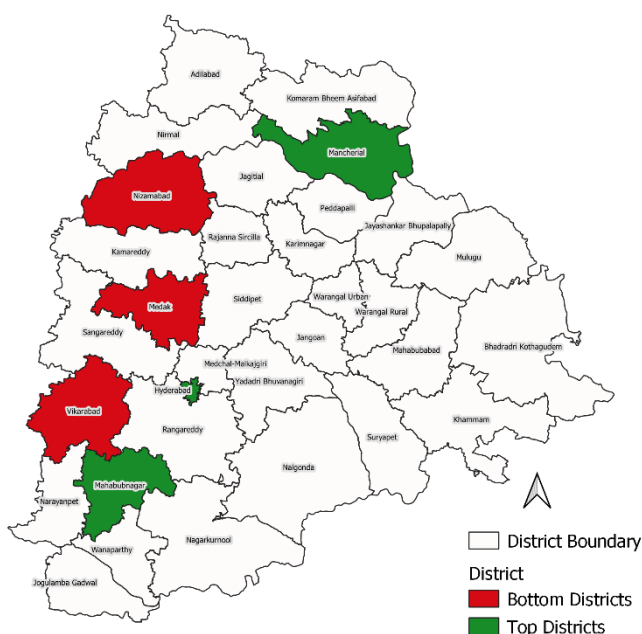 Adilabad
Komaram Bheem Asifabad
Nirmal
Mancherial
Jagitial
Nizamabad
Peddapalli
Jayashankar Bhupalapally
Rajanna Sircilla
Karimnagar
Kamareddy
Mulugu
Medak
Siddipet
Warangal Urban
Warangal Rural
Sangareddy
Jangoan
Mahabubabad
Bhadradri Kothagudem
Medchal-Malkajgiri
Hyderabad
Yadadri Bhuvanagiri
Vikarabad
Khammam
Rangareddy
Suryapet
Nalgonda
Mahabubnagar
Narayanpet
Nagarkurnool
Wanaparthy
Jogulamba Gadwal
District Boundary
District
Bottom Districts
Top Districts